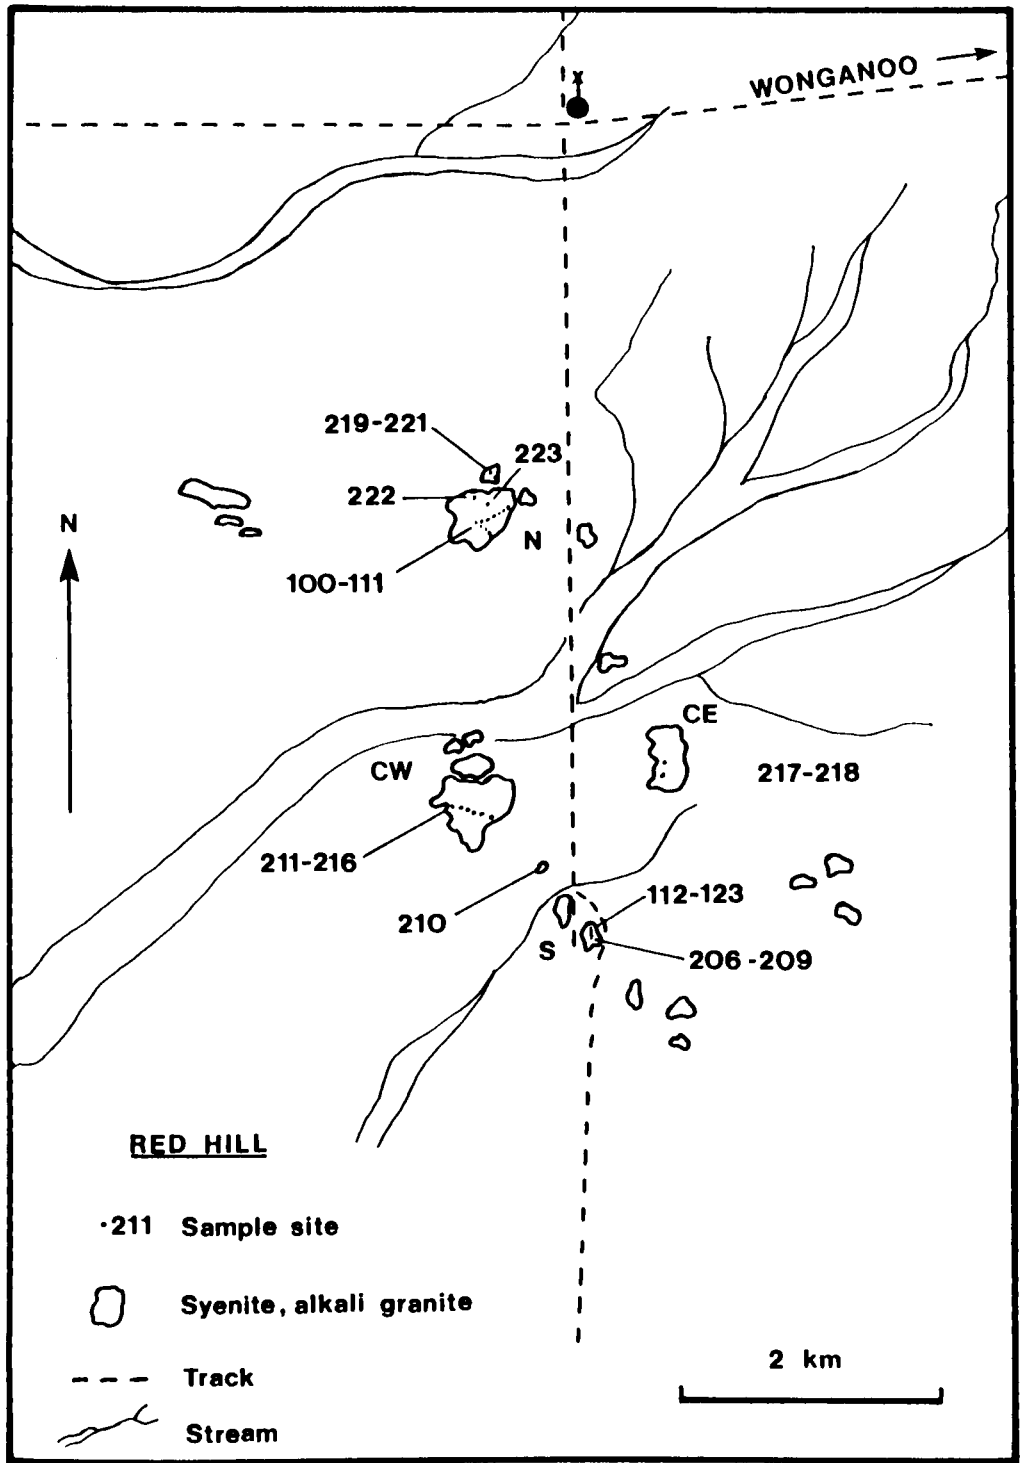 WONGANOO
219-221
223
222
N
N
100-111
CE
CW
217-218
211-216
112-123
210
S
206-209
RED HILL
·211 Sample site
Syenite, alkali granite
2 km
Track
Stream